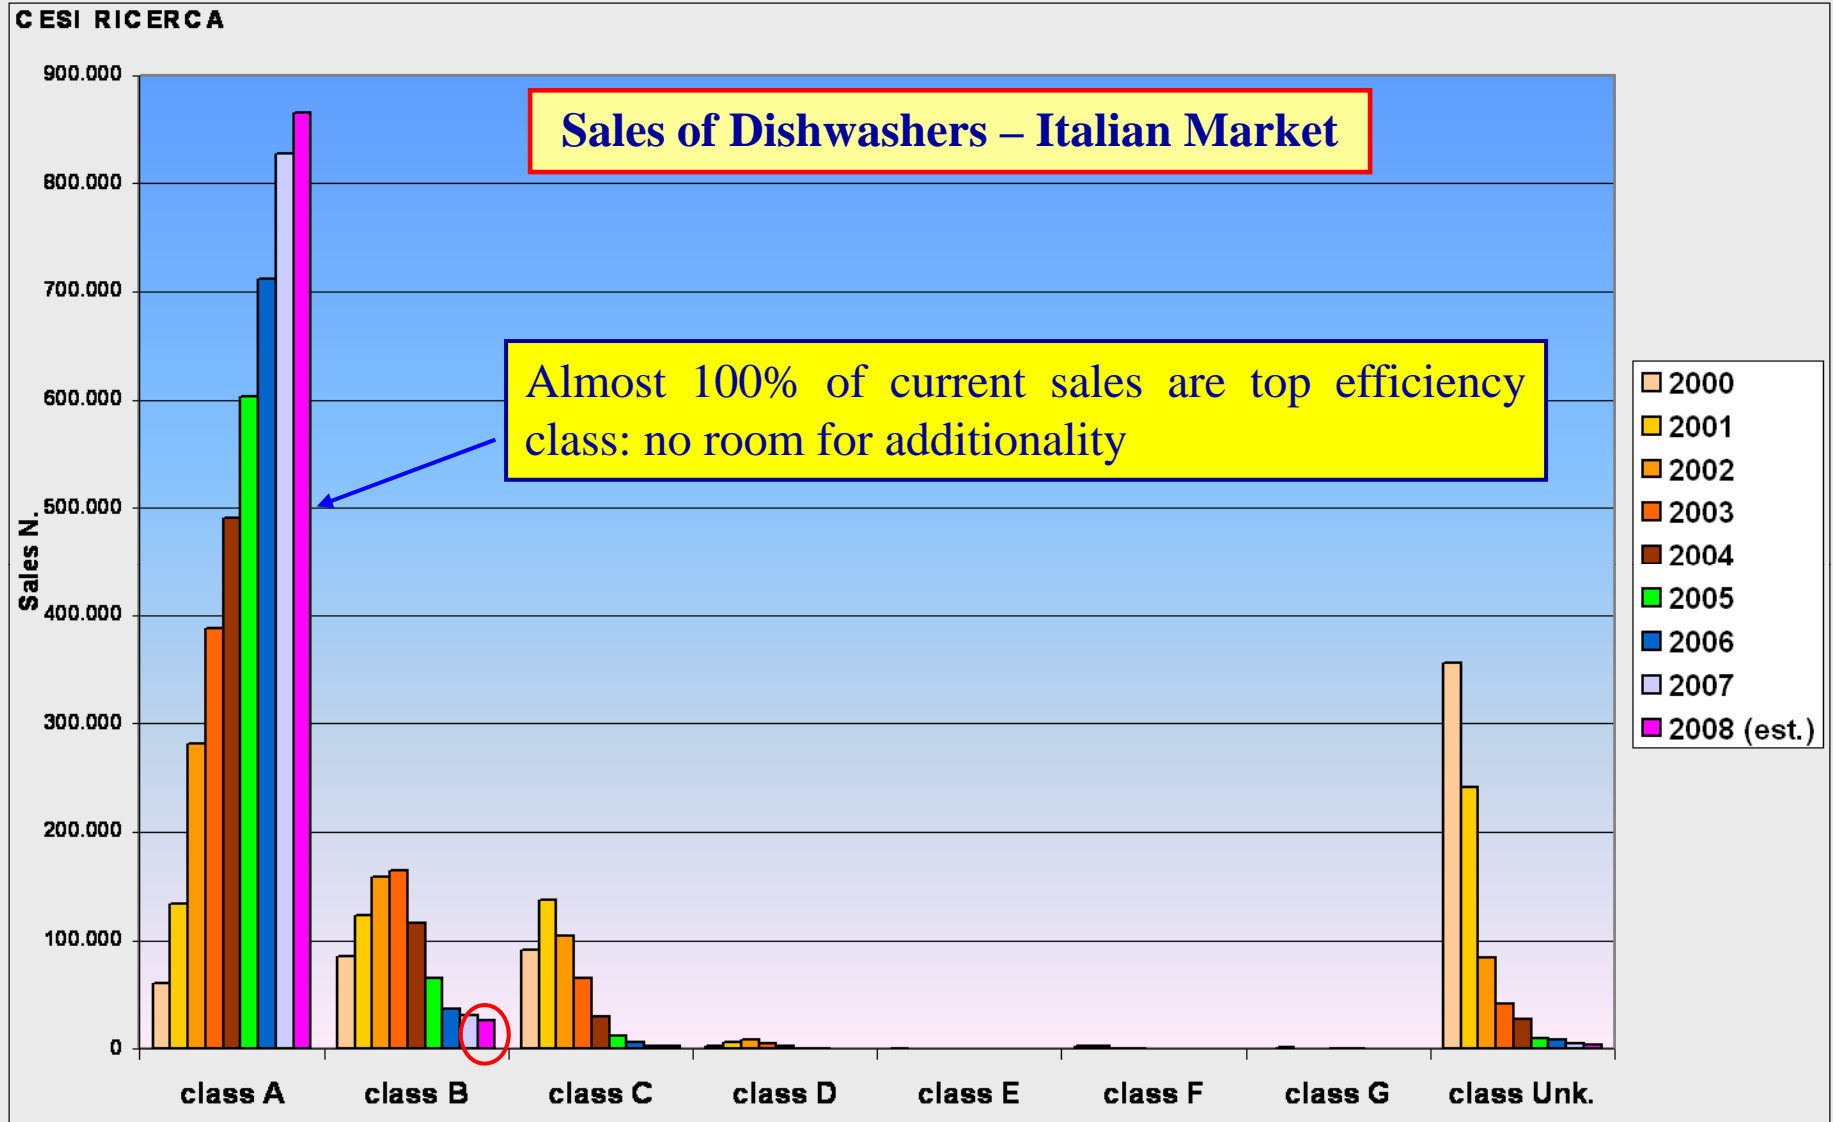 CESI RICERCA
Sales of Dishwashers – Italian Market
Almost 100% of current sales are top efficiency
class: no room for additionality
Sales N.
900.000
800.000
700.000
600.000
500.000
400.000
300.000
200.000
100.000
0
class A
class B
class C
class D
class E
class F
class G
class Unk.
2000
2001
2002
2003
2004
2005
2006
2007
2008 (est.)